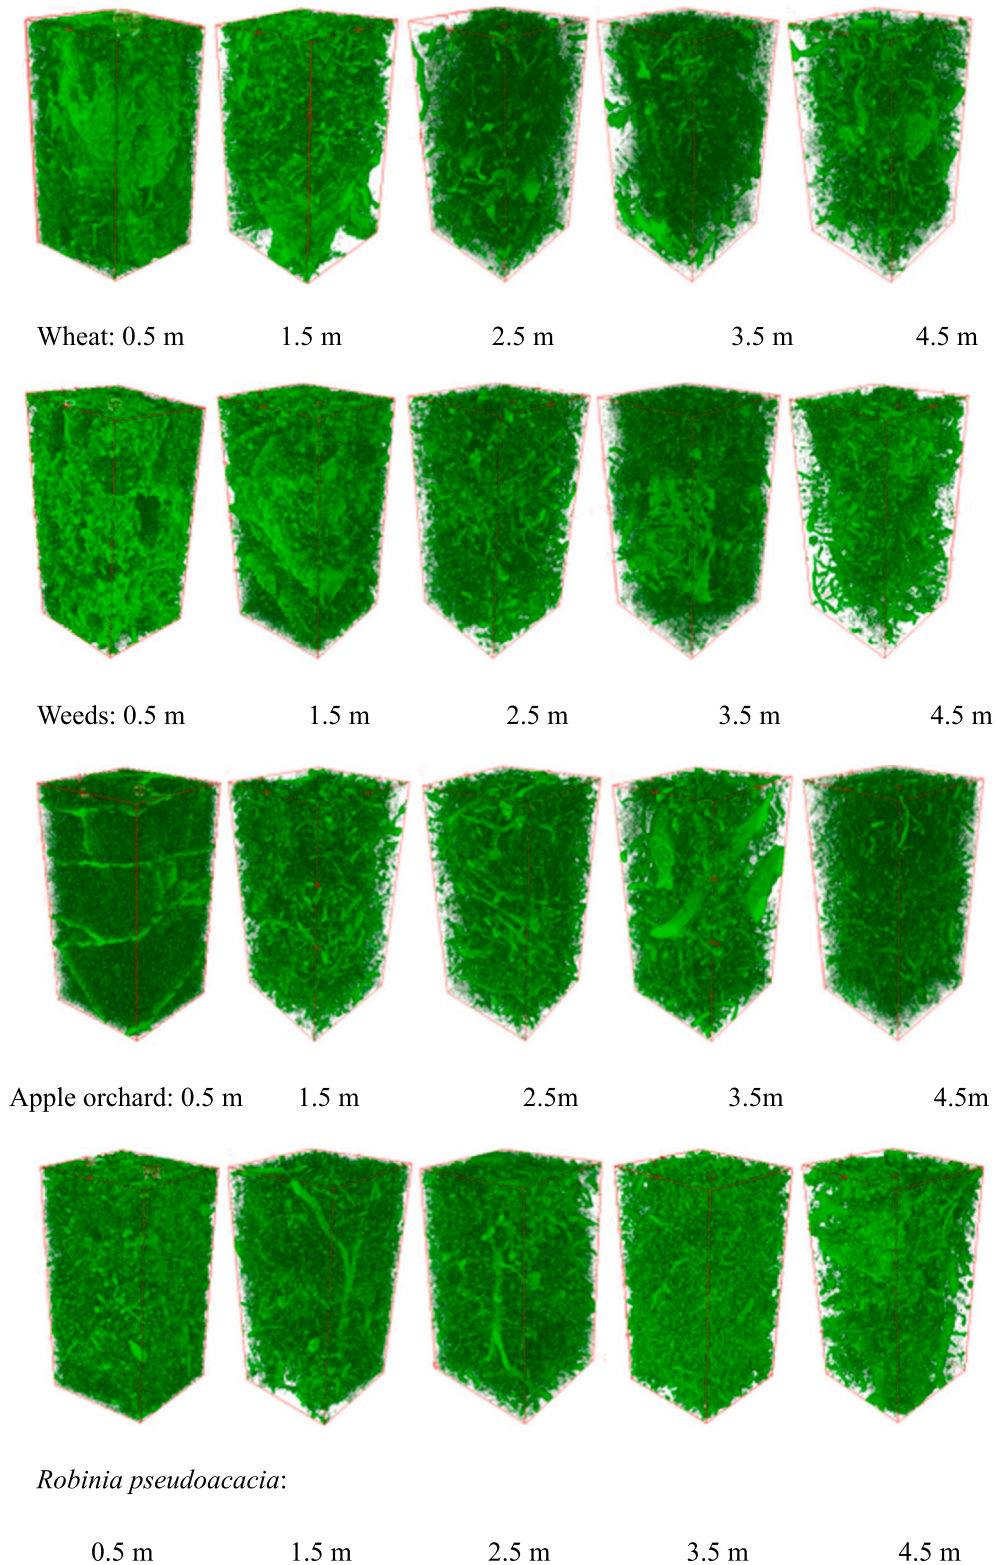 Wheat: 0.5 m 1.5 m 2.5 m 3.5 m 4.5 m
Weeds: 0.5 m 1.5 m 2.5 m 3.5 m 4.5 m
Apple orchard: 0.5 m 1.5 m 2.5m 3.5m 4.5m
Robinia pseudoacacia:
0.5 m 1.5 m 2.5 m 3.5 m 4.5 m